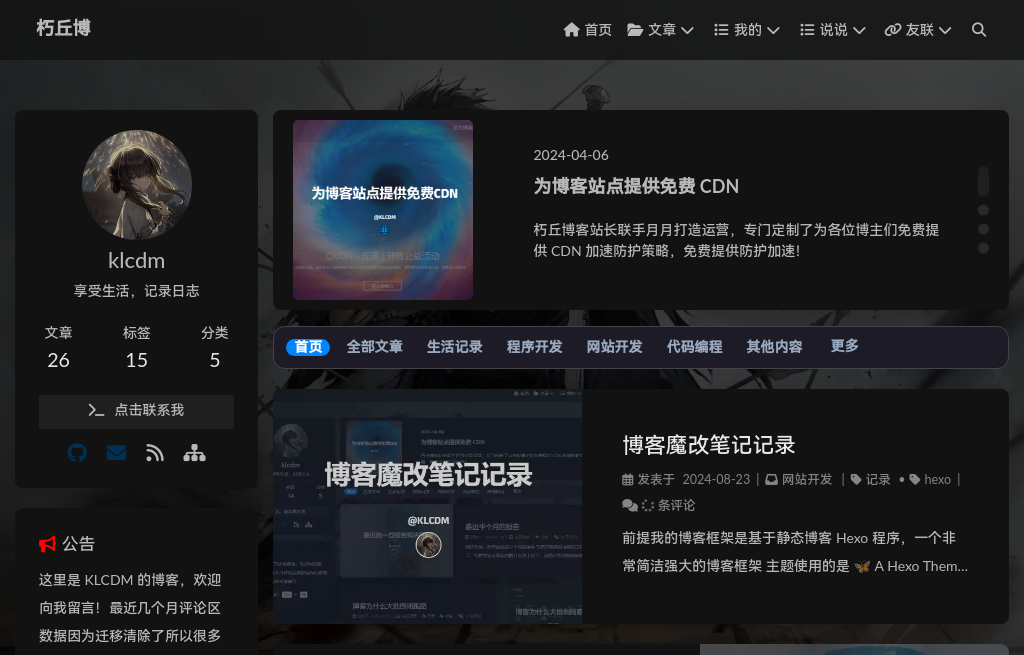 朽丘博
首页 文章 我的 说说 友联
klcdm
享受生活，记录日志
文章 标签 分类
26 15 5
点击联系我
公告
这里是 KLCDM 的博客，欢迎
向我留言！最近几个月评论区
数据因为迁移清除了所以很多
为博客站点提供免费CDN
@KLCDM
2024-04-06
为博客站点提供免费 CDN
朽丘博客站长联手月月打造运营，专门定制了为各位博主们免费提
供 CDN 加速防护策略，免费提供防护加速！
首页 全部文章 生活记录 程序开发 网站开发 代码编程 其他内容 更多
博客魔改笔记记录
@KLCDM
博客魔改笔记记录
发表于 2024-08-23 | 网站开发 | 记录 • hexo |
条评论
前提我的博客框架是基于静态博客 Hexo 程序，一个非
常简洁强大的博客框架 主题使用的是 🦋 A Hexo Them...